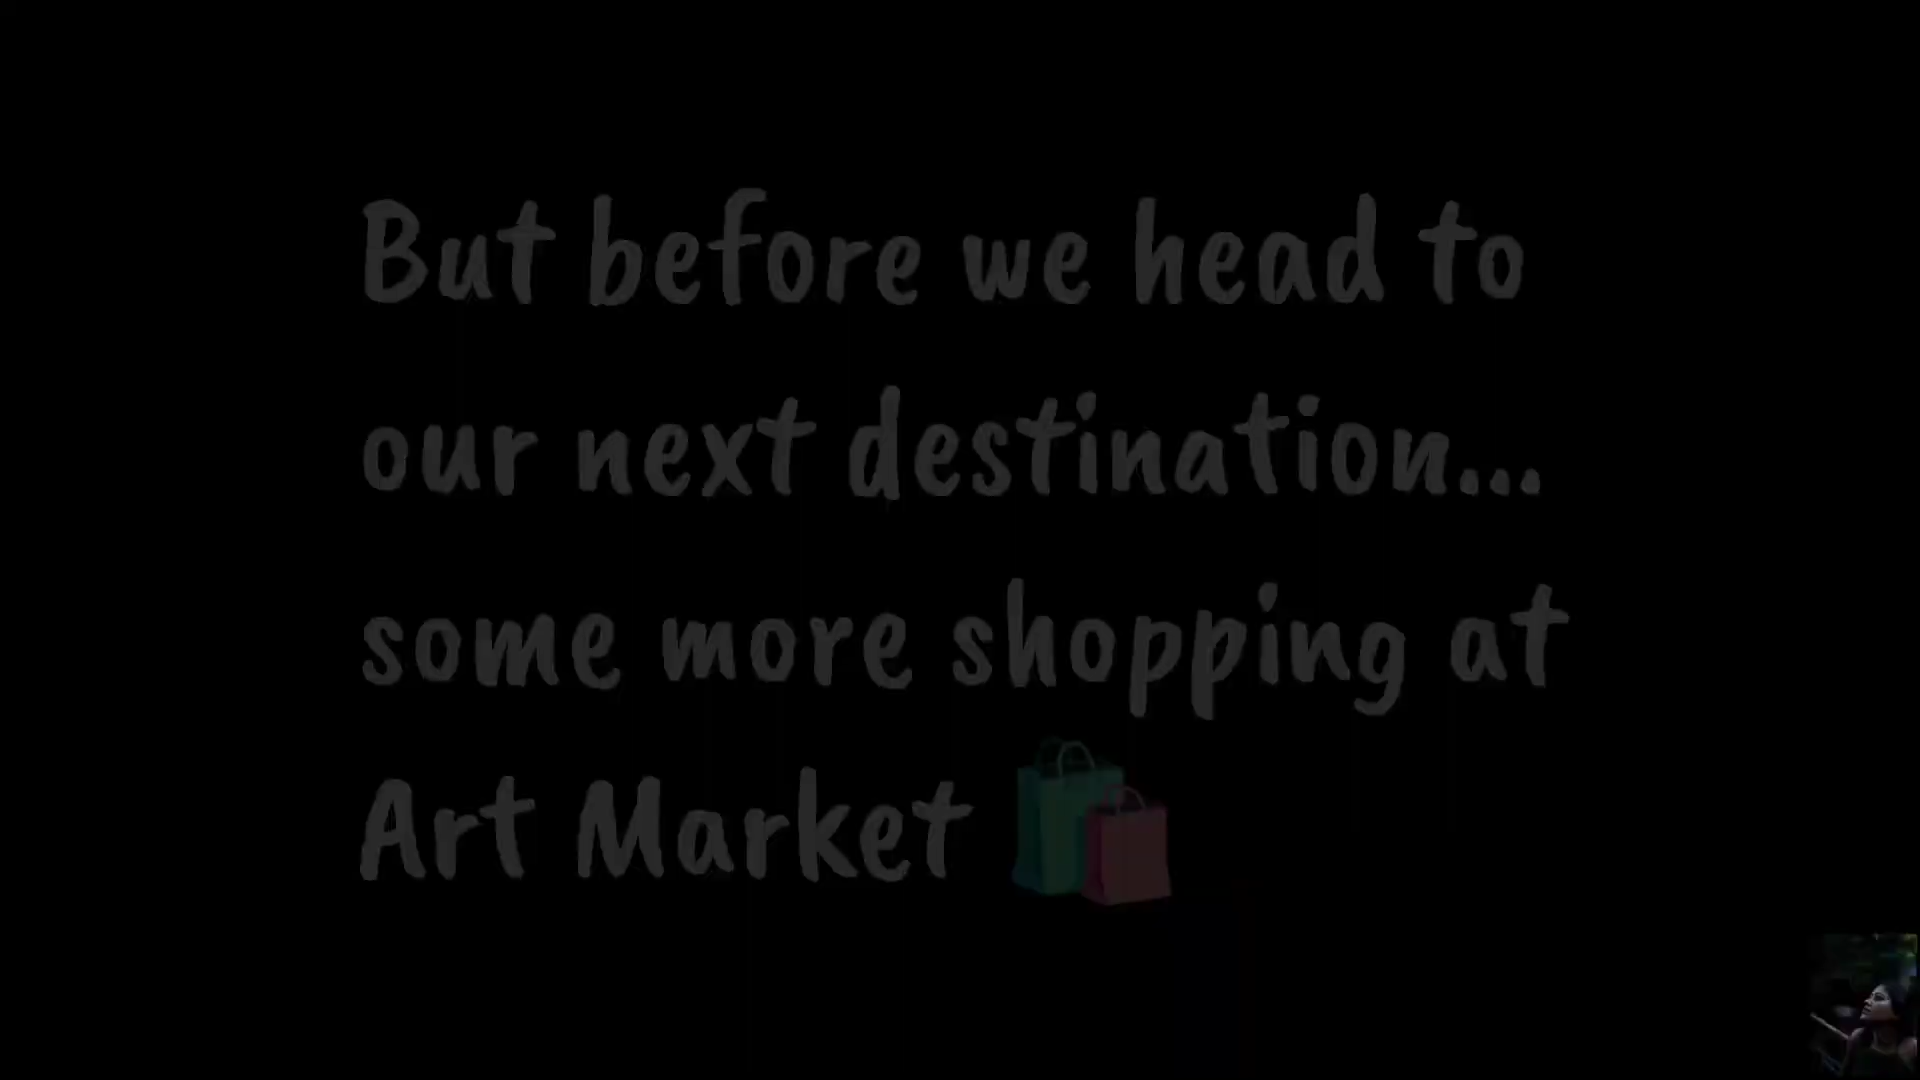 But before we head to
our next destination...
some more shopping at
Art Market 🛍️